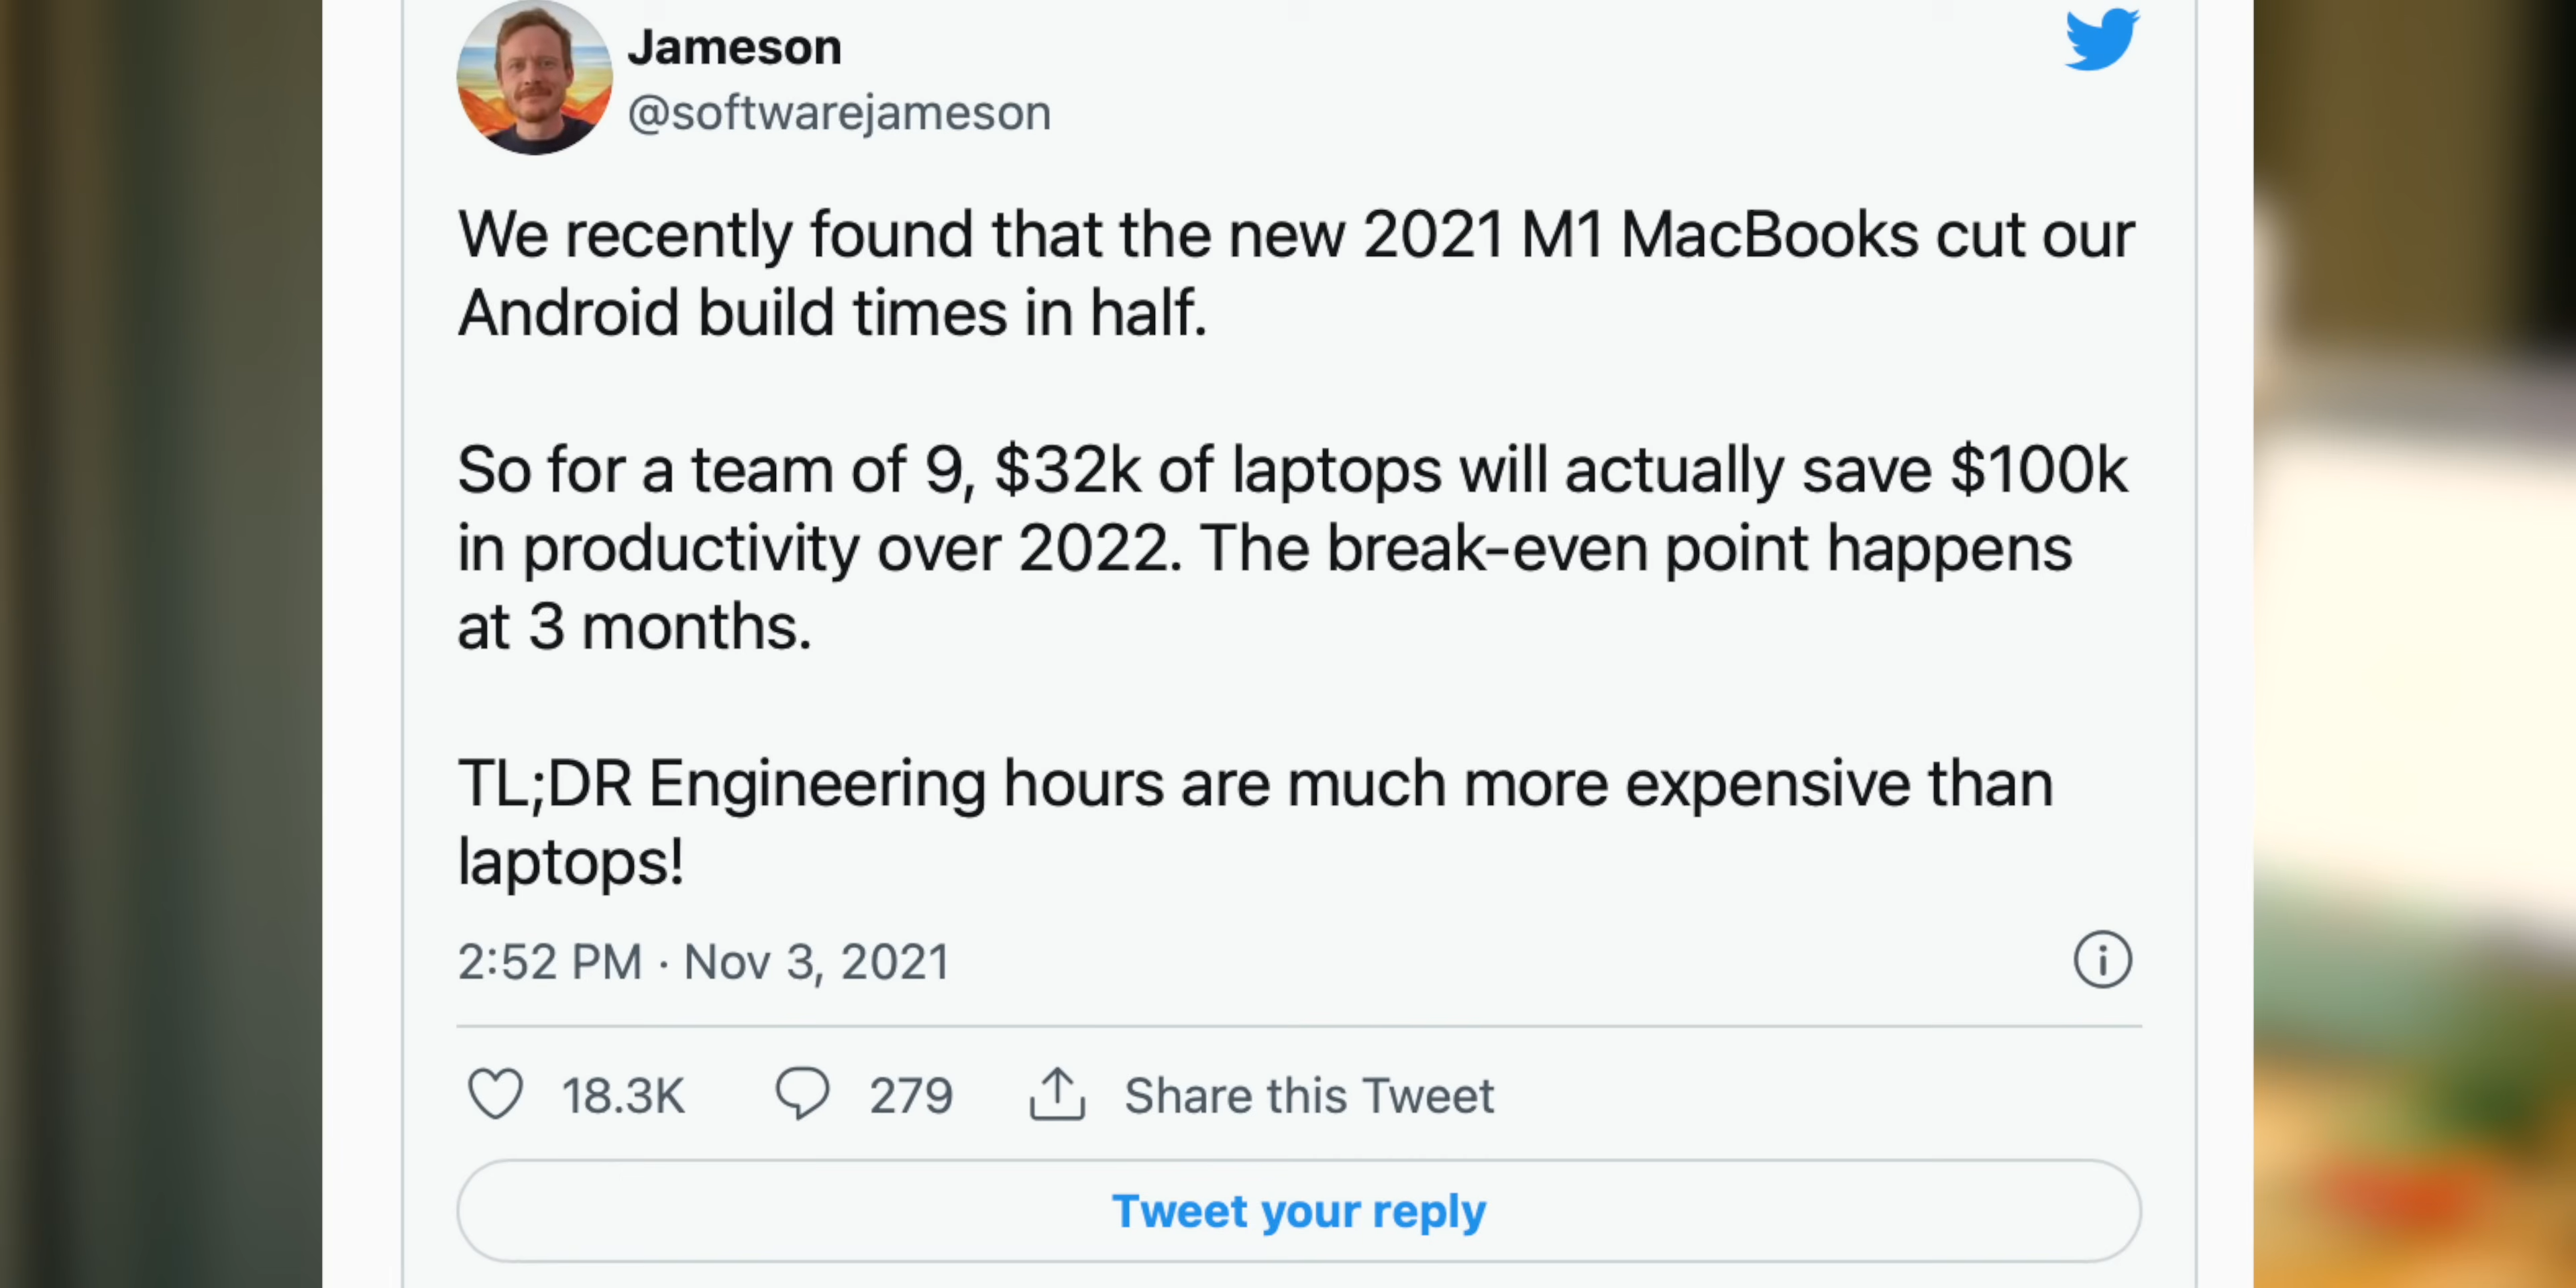 Jameson
@softwarejameson
We recently found that the new 2021 M1 MacBooks cut our
Android build times in half.
So for a team of 9, $32k of laptops will actually save $100k
in productivity over 2022. The break-even point happens
at 3 months.
TL;DR Engineering hours are much more expensive than
laptops!
2:52 PM · Nov 3, 2021
18.3K 279 Share this Tweet
Tweet your reply